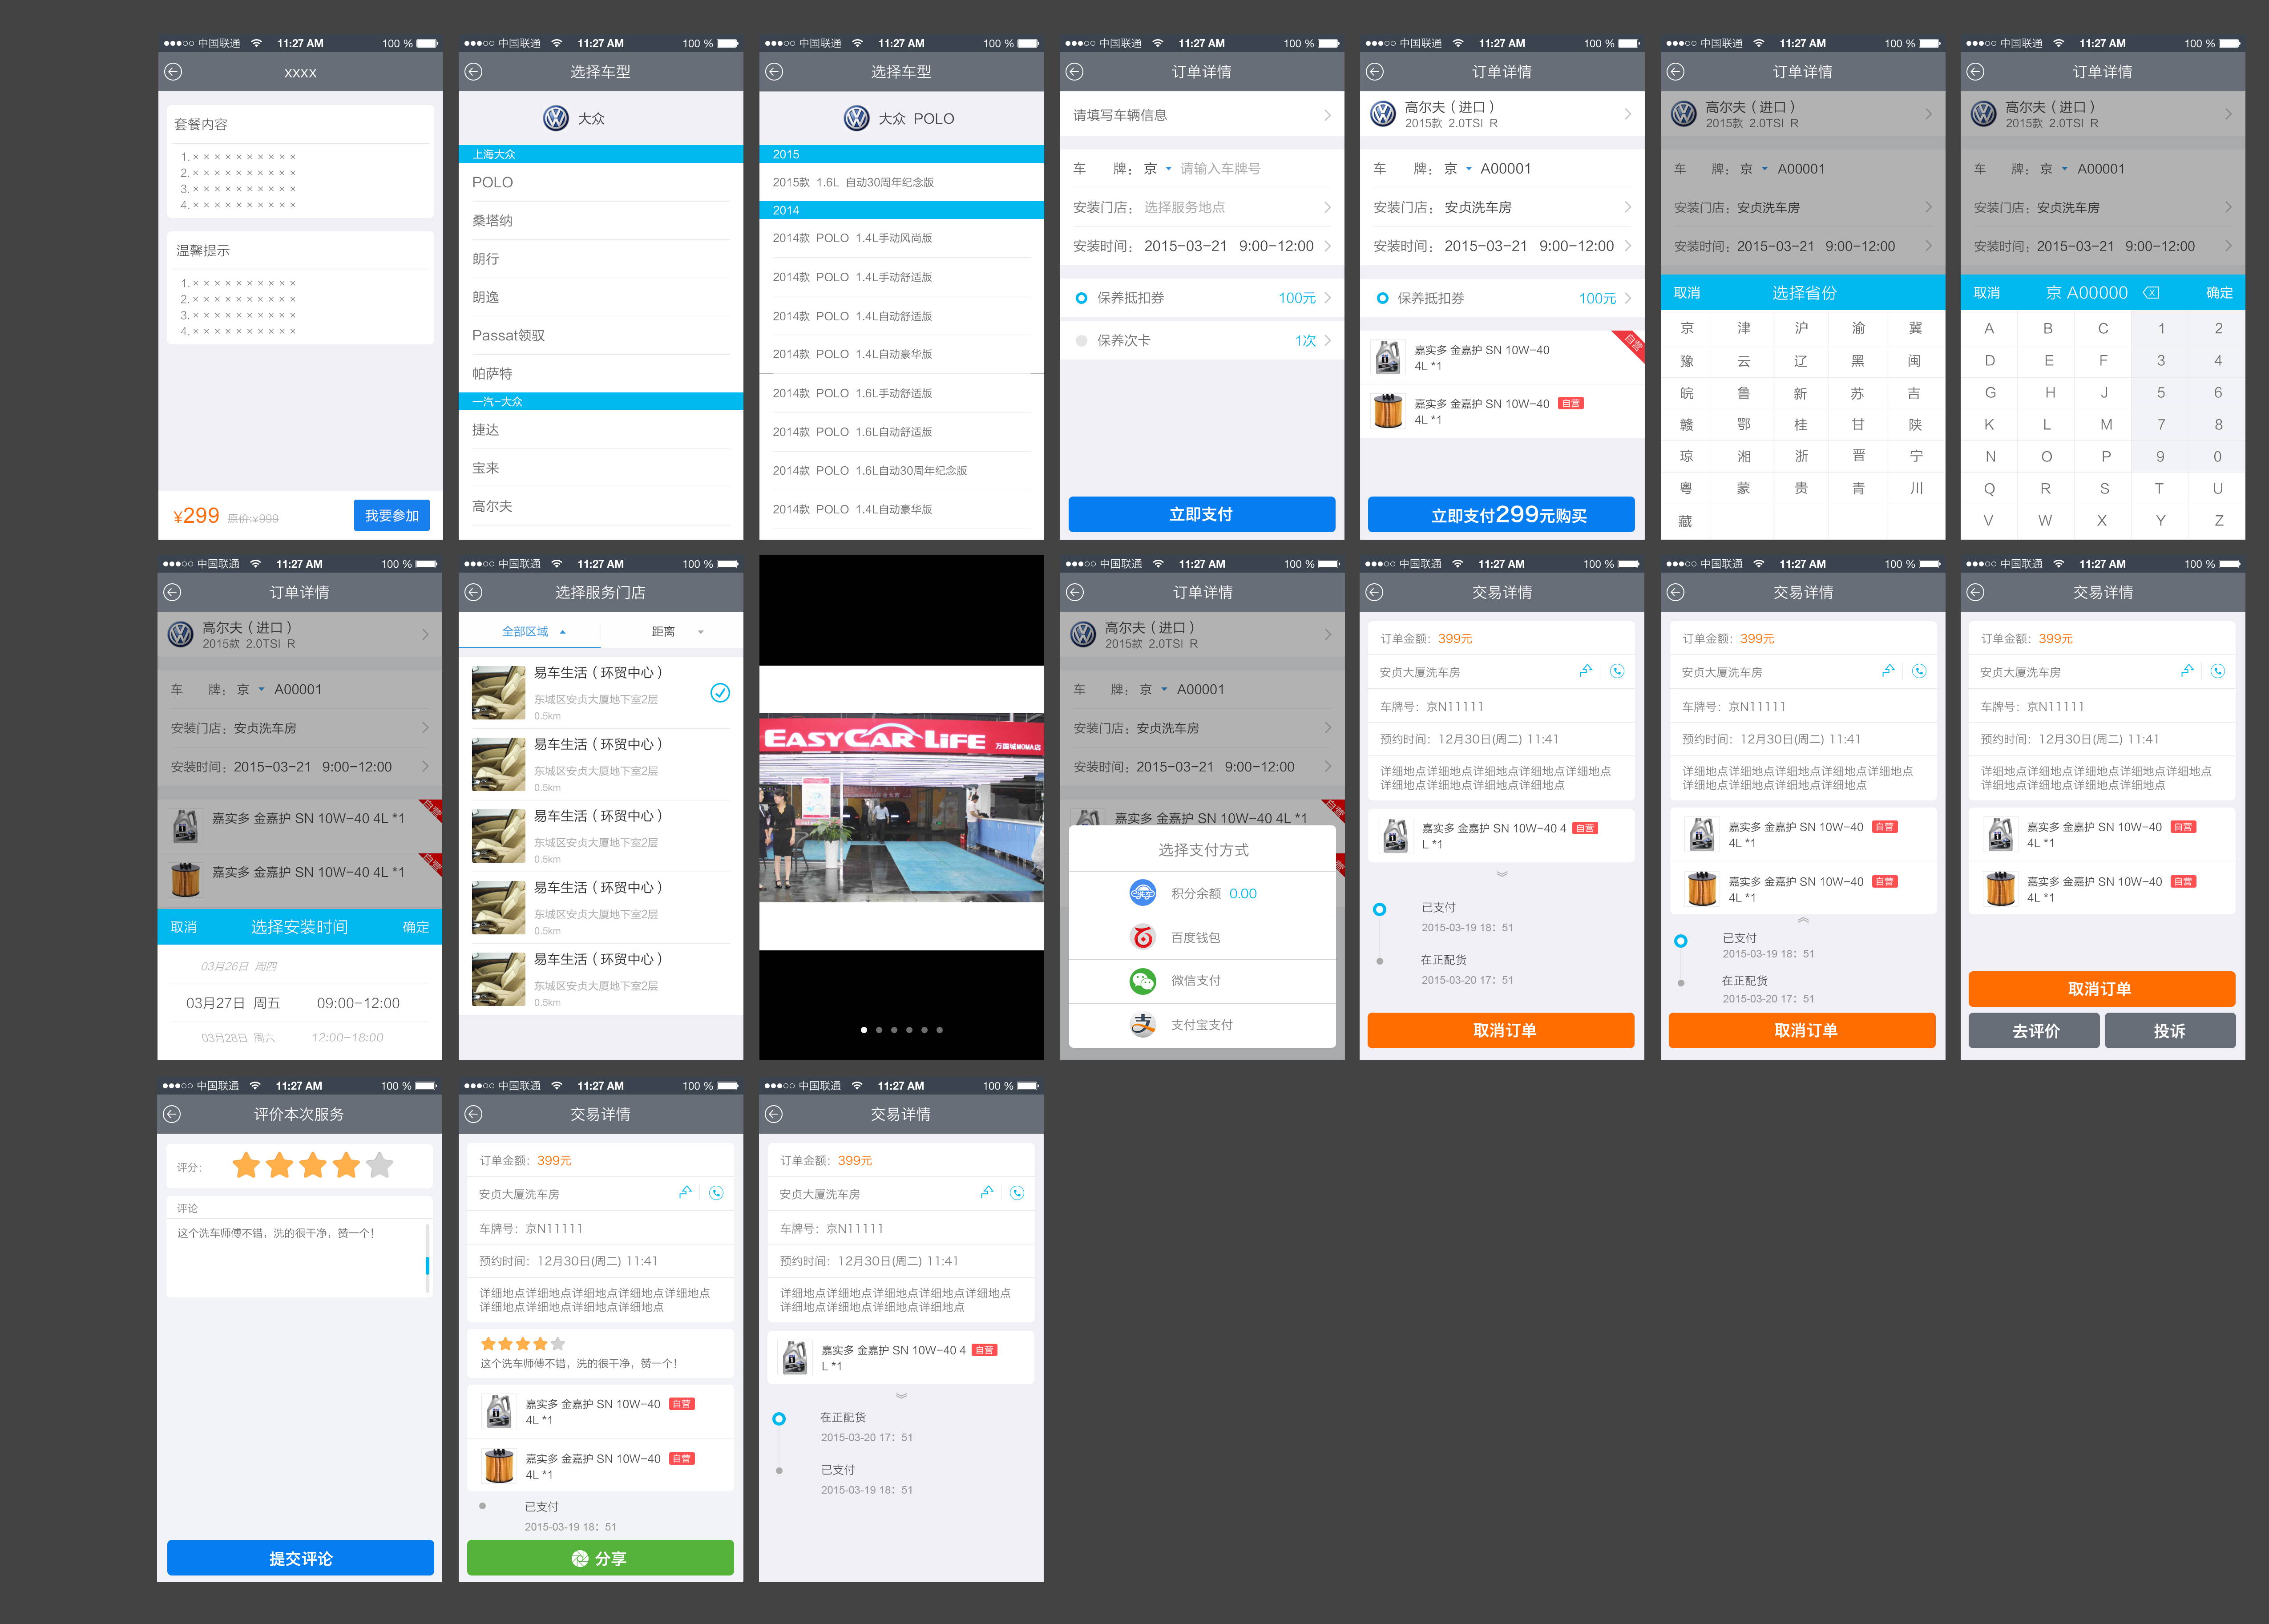 中国联通 11:27 AM 100 %
xxxx
套餐内容
1.××××××××××
2.××××××××××
3.××××××××××
4.××××××××××
温馨提示
1.××××××××××
2.××××××××××
3.××××××××××
4.××××××××××
¥299 原价:¥999 我要参加
中国联通 11:27 AM 100 %
选择车型
大众
上海大众
POLO
桑塔纳
朗行
朗逸
Passat领驭
帕萨特
一汽-大众
捷达
宝来
高尔夫
中国联通 11:27 AM 100 %
选择车型
大众 POLO
2015
2015款 1.6L 自动30周年纪念版
2014
2014款 POLO 1.4L手动风尚版
2014款 POLO 1.4L手动舒适版
2014款 POLO 1.4L自动舒适版
2014款 POLO 1.4L自动豪华版
2014款 POLO 1.6L手动舒适版
2014款 POLO 1.6L自动舒适版
2014款 POLO 1.6L自动30周年纪念版
2014款 POLO 1.4L自动豪华版
中国联通 11:27 AM 100 %
订单详情
请填写车辆信息
车 牌： 京 请输入车牌号
安装门店： 选择服务地点
安装时间： 2015-03-21 9:00-12:00
保养抵扣券 100元
保养次卡 1次
立即支付
中国联通 11:27 AM 100 %
订单详情
高尔夫（进口）
2015款 2.0TSI R
车 牌： 京 A00001
安装门店： 安贞洗车房
安装时间： 2015-03-21 9:00-12:00
保养抵扣券 100元
嘉实多 金嘉护 SN 10W-40 自营
4L *1
嘉实多 金嘉护 SN 10W-40 自营
4L *1
立即支付299元购买
中国联通 11:27 AM 100 %
订单详情
高尔夫（进口）
2015款 2.0TSI R
车 牌： 京 A00001
安装门店： 安贞洗车房
安装时间： 2015-03-21 9:00-12:00
取消 选择省份
京 津 沪 渝 冀
豫 云 辽 黑 闽
皖 鲁 新 苏 吉
赣 鄂 桂 甘 陕
琼 湘 浙 晋 宁
粤 蒙 贵 青 川
藏
中国联通 11:27 AM 100 %
订单详情
高尔夫（进口）
2015款 2.0TSI R
车 牌： 京 A00001
安装门店： 安贞洗车房
安装时间： 2015-03-21 9:00-12:00
取消 京 A00000 确定
A B C 1 2
D E F 3 4
G H J 5 6
K L M 7 8
N O P 9 0
Q R S T U
V W X Y Z
中国联通 11:27 AM 100 %
订单详情
高尔夫（进口）
2015款 2.0TSI R
车 牌： 京 A00001
安装门店： 安贞洗车房
安装时间： 2015-03-21 9:00-12:00
嘉实多 金嘉护 SN 10W-40 4L *1 自营
嘉实多 金嘉护 SN 10W-40 4L *1 自营
取消 选择安装时间 确定
03月26日 周四
03月27日 周五 09:00-12:00
03月28日 周六 12:00-18:00
中国联通 11:27 AM 100 %
选择服务门店
全部区域 距离
易车生活（环贸中心）
东城区安贞大厦地下室2层
0.5km
易车生活（环贸中心）
东城区安贞大厦地下室2层
0.5km
易车生活（环贸中心）
东城区安贞大厦地下室2层
0.5km
易车生活（环贸中心）
东城区安贞大厦地下室2层
0.5km
易车生活（环贸中心）
东城区安贞大厦地下室2层
0.5km
EASYCAR LIFE 万国城MOMA店
中国联通 11:27 AM 100 %
订单详情
高尔夫（进口）
2015款 2.0TSI R
车 牌： 京 A00001
安装门店： 安贞洗车房
安装时间： 2015-03-21 9:00-12:00
嘉实多 金嘉护 SN 10W-40 4L *1 自营
选择支付方式
积分余额 0.00
百度钱包
微信支付
支付宝支付
中国联通 11:27 AM 100 %
交易详情
订单金额： 399元
安贞大厦洗车房
车牌号： 京N11111
预约时间： 12月30日(周二) 11:41
详细地点详细地点详细地点详细地点详细地点
详细地点详细地点详细地点详细地点
嘉实多 金嘉护 SN 10W-40 4 自营
L *1
已支付
2015-03-19 18：51
在正配货
2015-03-20 17：51
取消订单
中国联通 11:27 AM 100 %
交易详情
订单金额： 399元
安贞大厦洗车房
车牌号： 京N11111
预约时间： 12月30日(周二) 11:41
详细地点详细地点详细地点详细地点详细地点
详细地点详细地点详细地点详细地点
嘉实多 金嘉护 SN 10W-40 自营
4L *1
嘉实多 金嘉护 SN 10W-40 自营
4L *1
已支付
2015-03-19 18：51
在正配货
2015-03-20 17：51
取消订单
中国联通 11:27 AM 100 %
交易详情
订单金额： 399元
安贞大厦洗车房
车牌号： 京N11111
预约时间： 12月30日(周二) 11:41
详细地点详细地点详细地点详细地点详细地点
详细地点详细地点详细地点详细地点
嘉实多 金嘉护 SN 10W-40 自营
4L *1
嘉实多 金嘉护 SN 10W-40 自营
4L *1
取消订单
去评价 投诉
中国联通 11:27 AM 100 %
评价本次服务
评分：
评论
这个洗车师傅不错，洗的很干净，赞一个！
提交评论
中国联通 11:27 AM 100 %
交易详情
订单金额： 399元
安贞大厦洗车房
车牌号： 京N11111
预约时间： 12月30日(周二) 11:41
详细地点详细地点详细地点详细地点详细地点
详细地点详细地点详细地点详细地点
这个洗车师傅不错，洗的很干净，赞一个！
嘉实多 金嘉护 SN 10W-40 自营
4L *1
嘉实多 金嘉护 SN 10W-40 自营
4L *1
已支付
2015-03-19 18：51
分享
中国联通 11:27 AM 100 %
交易详情
订单金额： 399元
安贞大厦洗车房
车牌号： 京N11111
预约时间： 12月30日(周二) 11:41
详细地点详细地点详细地点详细地点详细地点
详细地点详细地点详细地点详细地点
嘉实多 金嘉护 SN 10W-40 4 自营
L *1
在正配货
2015-03-20 17：51
已支付
2015-03-19 18：51